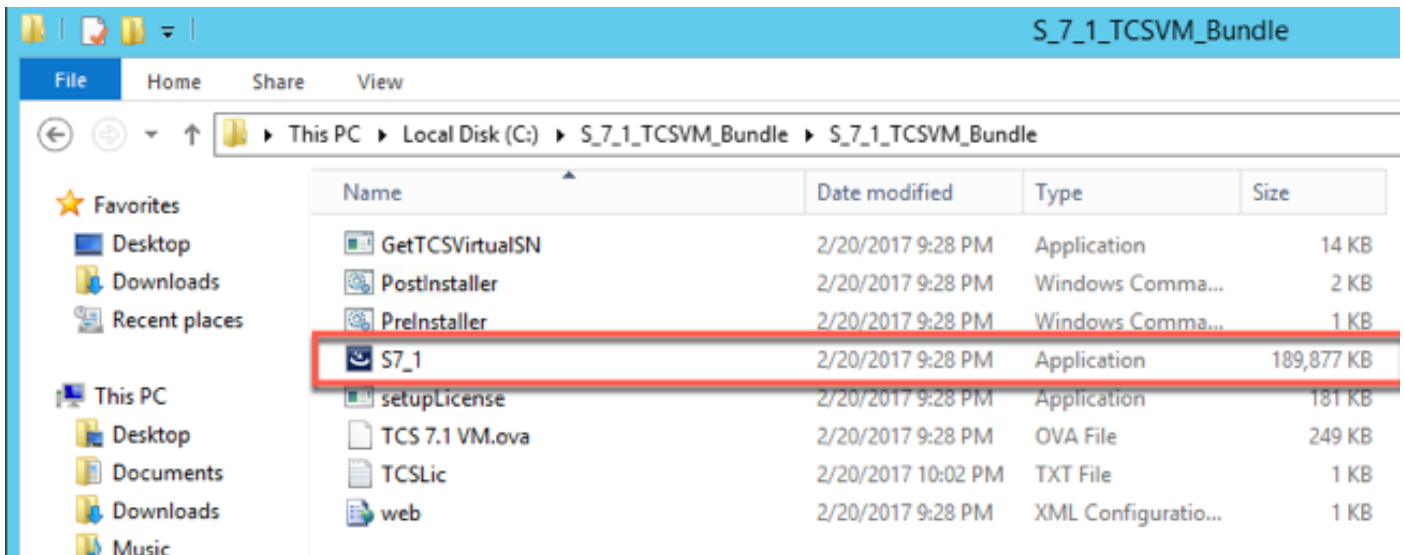 S_7_1_TCSVM_Bundle
File Home Share View
This PC Local Disk (C:) S_7_1_TCSVM_Bundle S_7_1_TCSVM_Bundle
Name Date modified Type Size
Favorites
Desktop
Downloads
Recent places
This PC
Desktop
Documents
Downloads
Music
GetTCSVirtualSN 2/20/2017 9:28 PM Application 14 KB
PostInstaller 2/20/2017 9:28 PM Windows Comma... 2 KB
PreInstaller 2/20/2017 9:28 PM Windows Comma... 1 KB
S7_1 2/20/2017 9:28 PM Application 189,877 KB
setupLicense 2/20/2017 9:28 PM Application 181 KB
TCS 7.1 VM.ova 2/20/2017 9:28 PM OVA File 249 KB
TCSLic 2/20/2017 10:02 PM TXT File 1 KB
web 2/20/2017 9:28 PM XML Configuratio... 1 KB